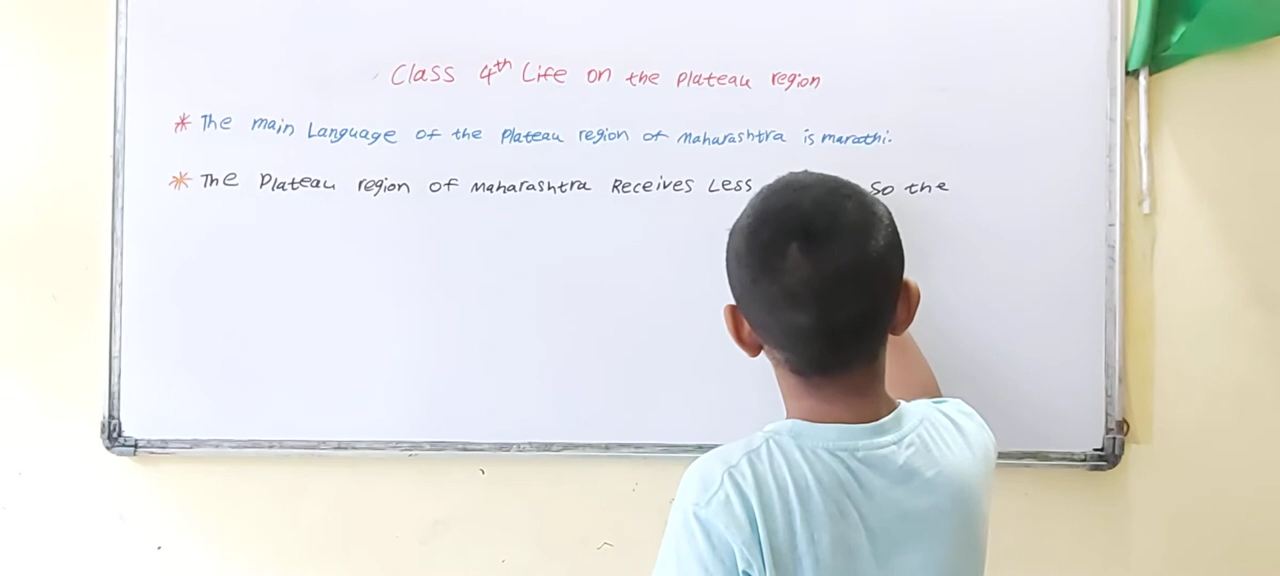 Class 4th Life on the Plateau region
* The main Language of the Plateau region of Maharashtra is marathi.
* The Plateau region of Maharashtra Receives Less So the